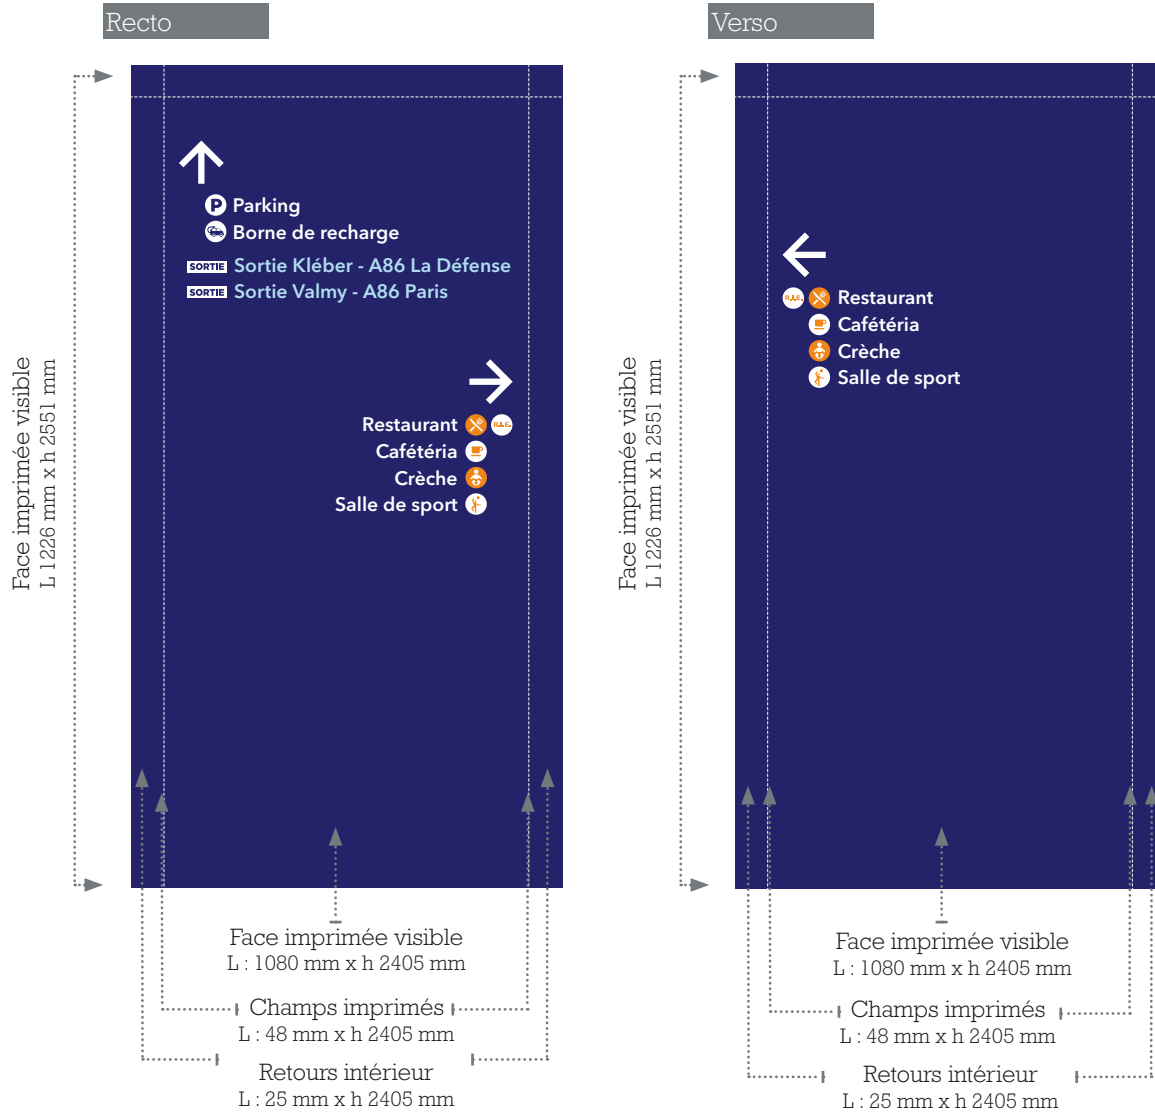 Recto
Face imprimée visible
L 1226 mm x h 2551 mm
P Parking
Borne de recharge
SORTIE Sortie Kléber - A86 La Défense
SORTIE Sortie Valmy - A86 Paris
Restaurant R.I.E.
Cafétéria
Crèche
Salle de sport
Face imprimée visible
L : 1080 mm x h 2405 mm
Champs imprimés
L : 48 mm x h 2405 mm
Retours intérieur
L : 25 mm x h 2405 mm
Verso
Face imprimée visible
L 1226 mm x h 2551 mm
R.I.E. Restaurant
Cafétéria
Crèche
Salle de sport
Face imprimée visible
L : 1080 mm x h 2405 mm
Champs imprimés
L : 48 mm x h 2405 mm
Retours intérieur
L : 25 mm x h 2405 mm